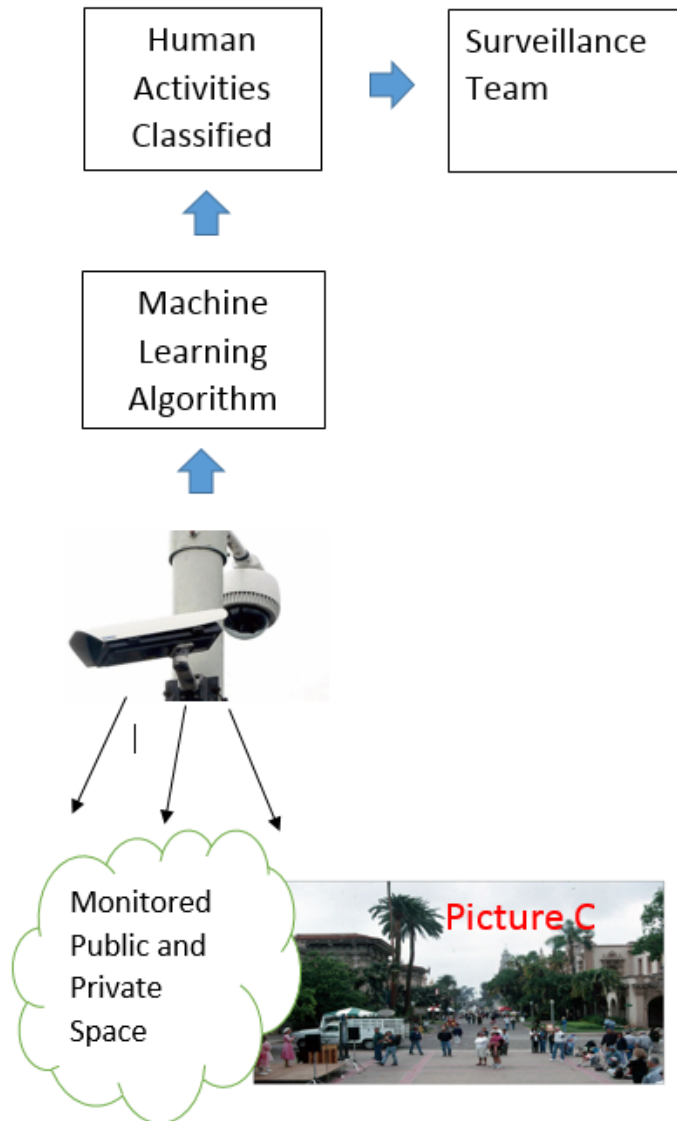 Human
Activities
Classified
Surveillance
Team
Machine
Learning
Algorithm
Monitored
Public and
Private
Space
Picture C